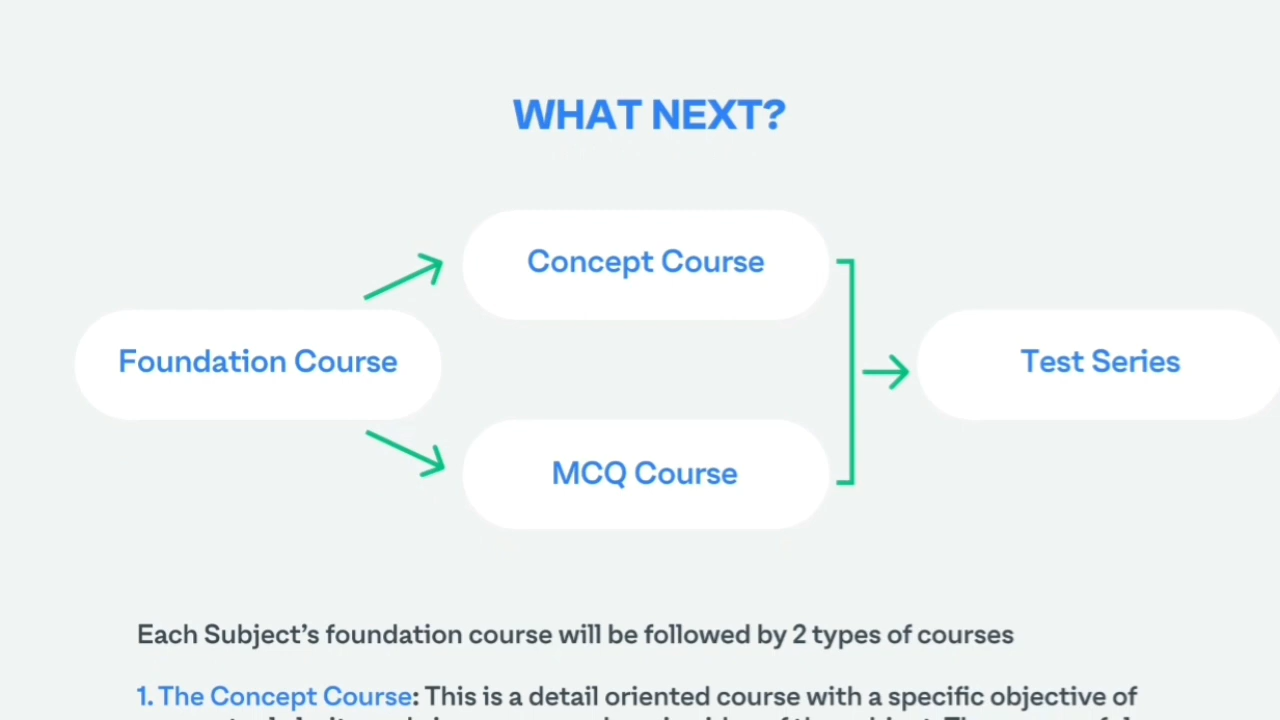 WHAT NEXT?
Concept Course
Foundation Course
Test Series
MCQ Course
Each Subject's foundation course will be followed by 2 types of courses
1. The Concept Course: This is a detail oriented course with a specific objective of